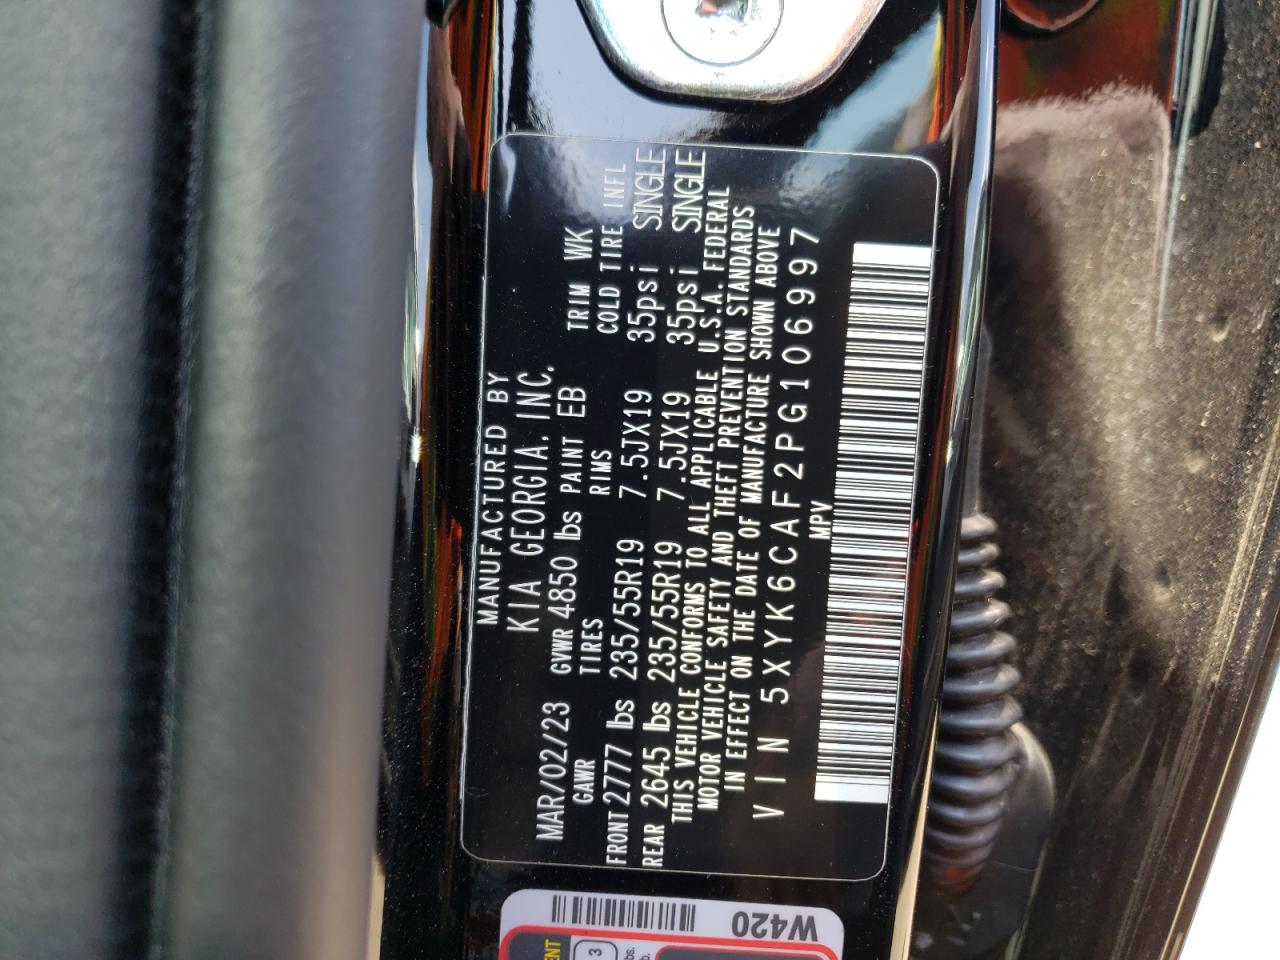 MANUFACTURED BY
KIA GEORGIA. INC.
MAR/02/23 GVWR 4850 lbs PAINT EB TRIM WK
GAWR TIRES RIMS COLD TIRE INFL
FRONT 2777 lbs 235/55R19 7.5JX19 35psi SINGLE
REAR 2645 lbs 235/55R19 7.5JX19 35psi SINGLE
THIS VEHICLE CONFORMS TO ALL APPLICABLE U.S.A. FEDERAL
MOTOR VEHICLE SAFETY AND THEFT PREVENTION STANDARDS
IN EFFECT ON THE DATE OF MANUFACTURE SHOWN ABOVE
VIN 5XYK6CAF2PG106997
MPV
W420
3